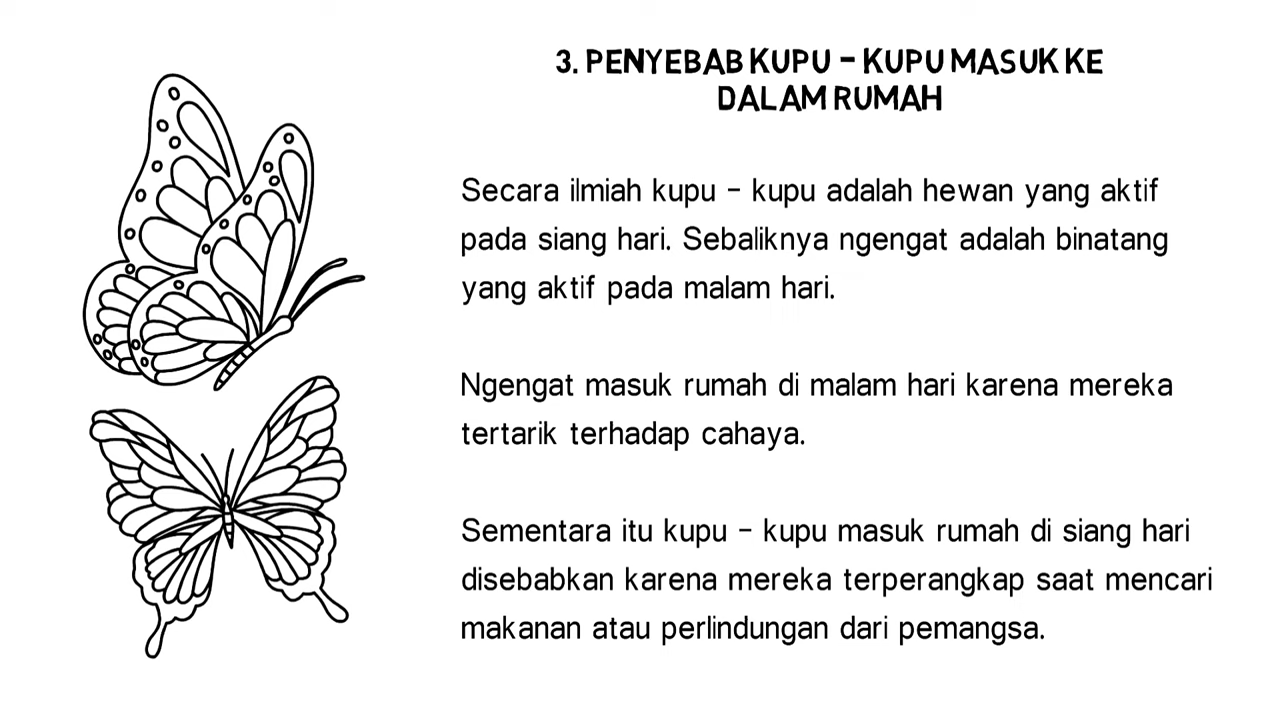 3. PENYEBAB KUPU - KUPU MASUK KE
DALAM RUMAH
Secara ilmiah kupu - kupu adalah hewan yang aktif
pada siang hari. Sebaliknya ngengat adalah binatang
yang aktif pada malam hari.
Ngengat masuk rumah di malam hari karena mereka
tertarik terhadap cahaya.
Sementara itu kupu - kupu masuk rumah di siang hari
disebabkan karena mereka terperangkap saat mencari
makanan atau perlindungan dari pemangsa.